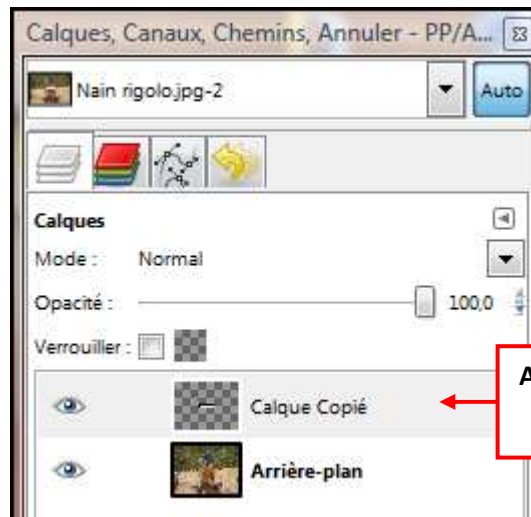 Calques, Canaux, Chemins, Annuler - PP/A...
Nain rigolo.jpg-2
Auto
Calques
Mode : Normal
Opacité : 100,0
Verrouiller :
A
Calque Copié
Arrière-plan